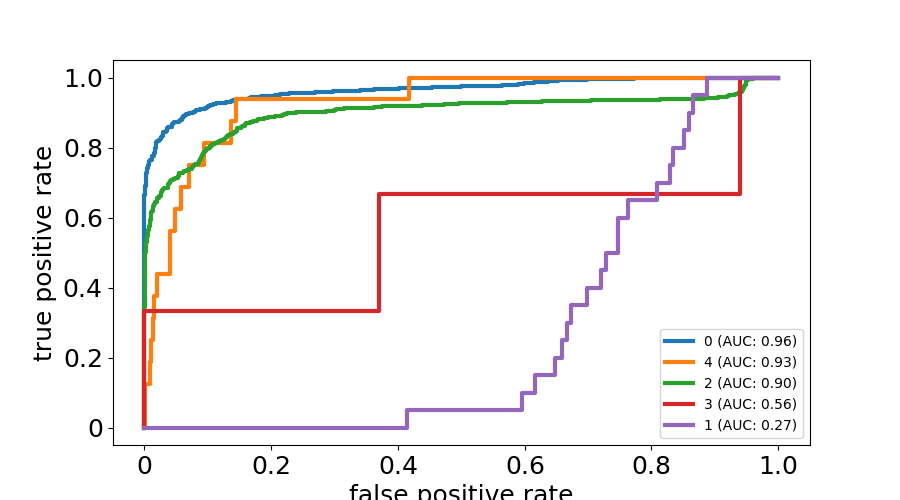 true positive rate
1.0
0.8
0.6
0.4
0.2
0
0 (AUC: 0.96)
4 (AUC: 0.93)
2 (AUC: 0.90)
3 (AUC: 0.56)
1 (AUC: 0.27)
0 0.2 0.4 0.6 0.8 1.0
false positive rate